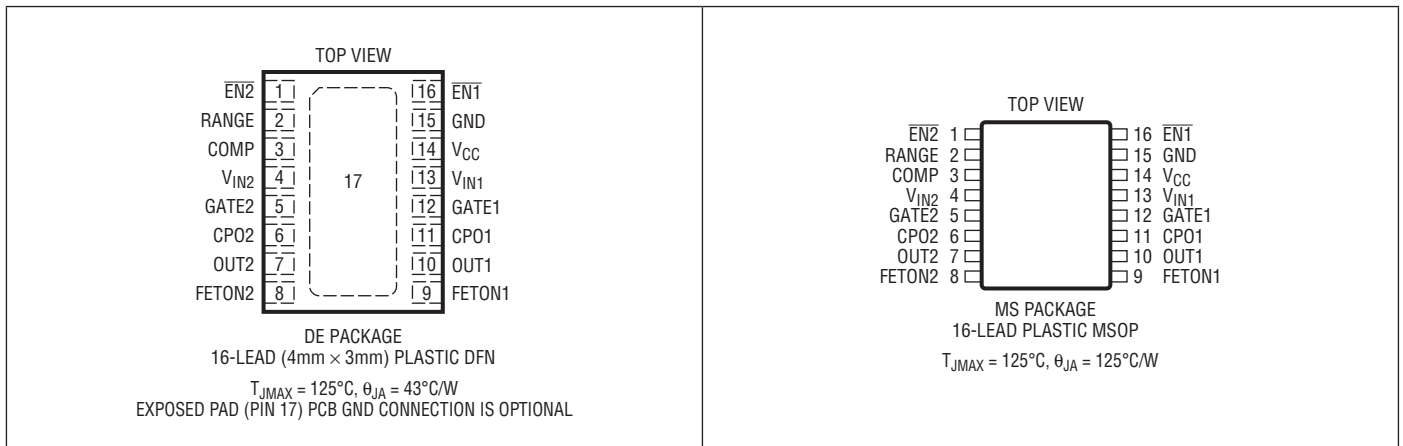 TOP VIEW
EN2 1 16 EN1
RANGE 2 15 GND
COMP 3 14 VCC
VIN2 4 17 13 VIN1
GATE2 5 12 GATE1
CPO2 6 11 CPO1
OUT2 7 10 OUT1
FETON2 8 9 FETON1
DE PACKAGE
16-LEAD (4mm × 3mm) PLASTIC DFN
TJMAX = 125°C, θJA = 43°C/W
EXPOSED PAD (PIN 17) PCB GND CONNECTION IS OPTIONAL
TOP VIEW
EN2 1 16 EN1
RANGE 2 15 GND
COMP 3 14 VCC
VIN2 4 13 VIN1
GATE2 5 12 GATE1
CPO2 6 11 CPO1
OUT2 7 10 OUT1
FETON2 8 9 FETON1
MS PACKAGE
16-LEAD PLASTIC MSOP
TJMAX = 125°C, θJA = 125°C/W